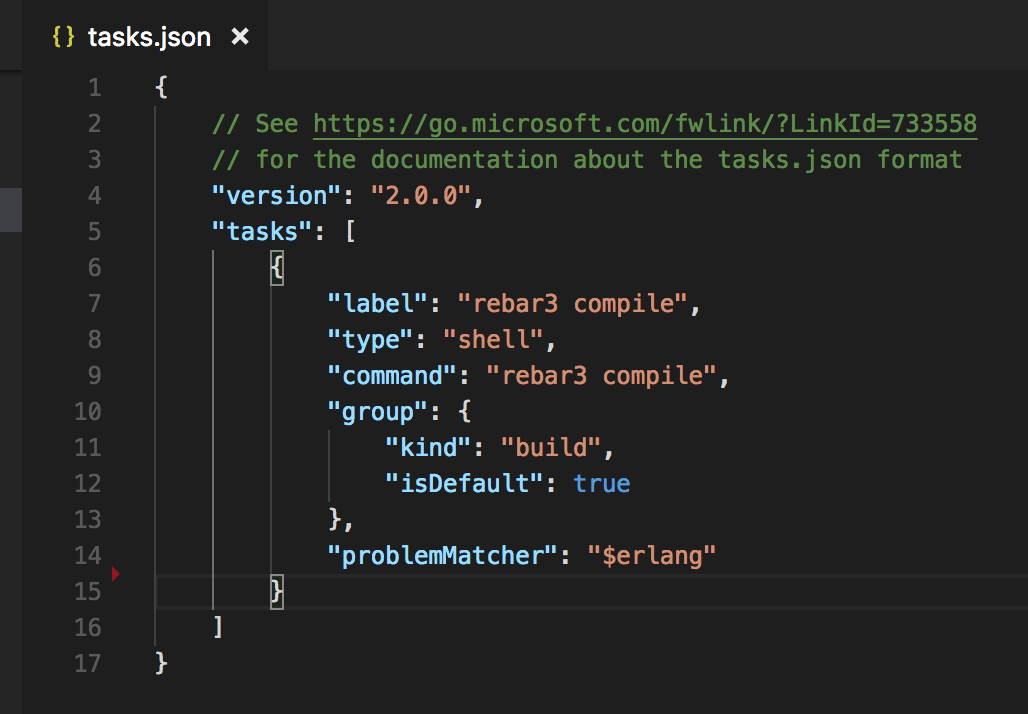 {} tasks.json ×
1 {
2 // See https://go.microsoft.com/fwlink/?LinkId=733558
3 // for the documentation about the tasks.json format
4 "version": "2.0.0",
5 "tasks": [
6 {
7 "label": "rebar3 compile",
8 "type": "shell",
9 "command": "rebar3 compile",
10 "group": {
11 "kind": "build",
12 "isDefault": true
13 },
14 "problemMatcher": "$erlang"
15 }
16 ]
17 }